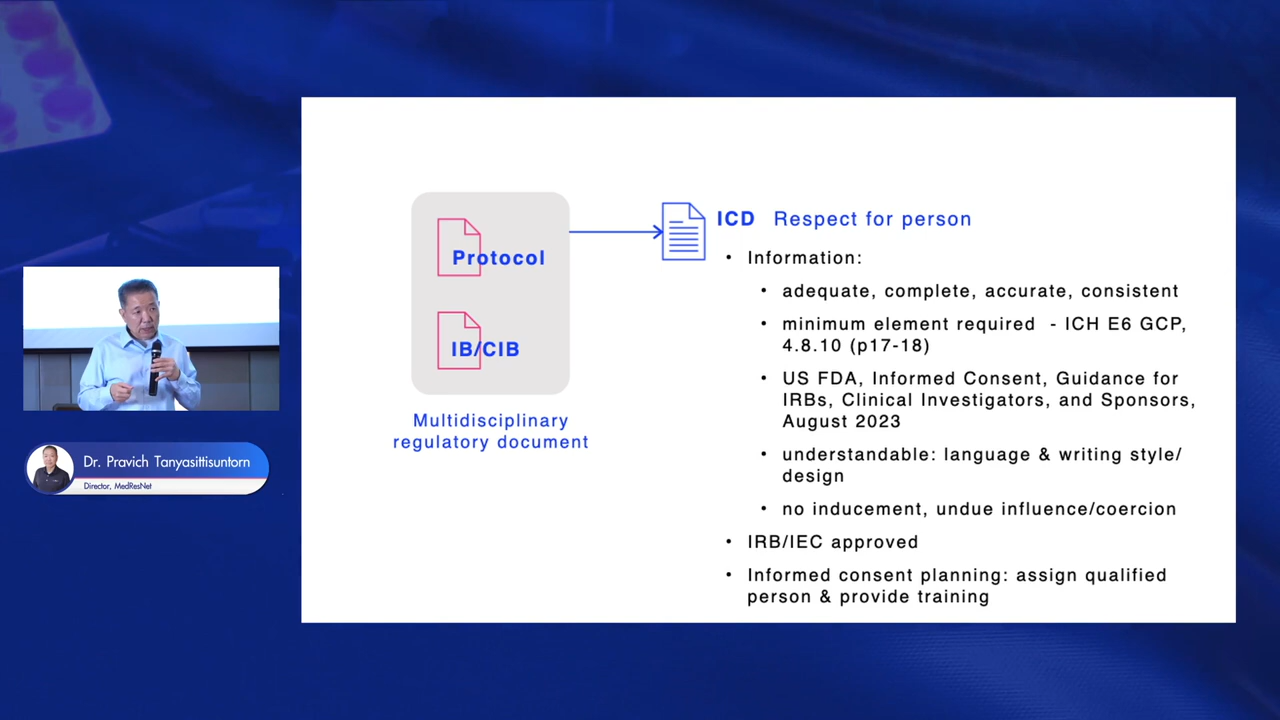 Protocol
IB/CIB
Multidisciplinary
regulatory document
ICD Respect for person
• Information:
• adequate, complete, accurate, consistent
• minimum element required - ICH E6 GCP,
4.8.10 (p17-18)
• US FDA, Informed Consent, Guidance for
IRBs, Clinical Investigators, and Sponsors,
August 2023
• understandable: language & writing style/
design
• no inducement, undue influence/coercion
• IRB/IEC approved
• Informed consent planning: assign qualified
person & provide training
Dr. Pravich Tanyasittisuntorn
Director, MedResNet